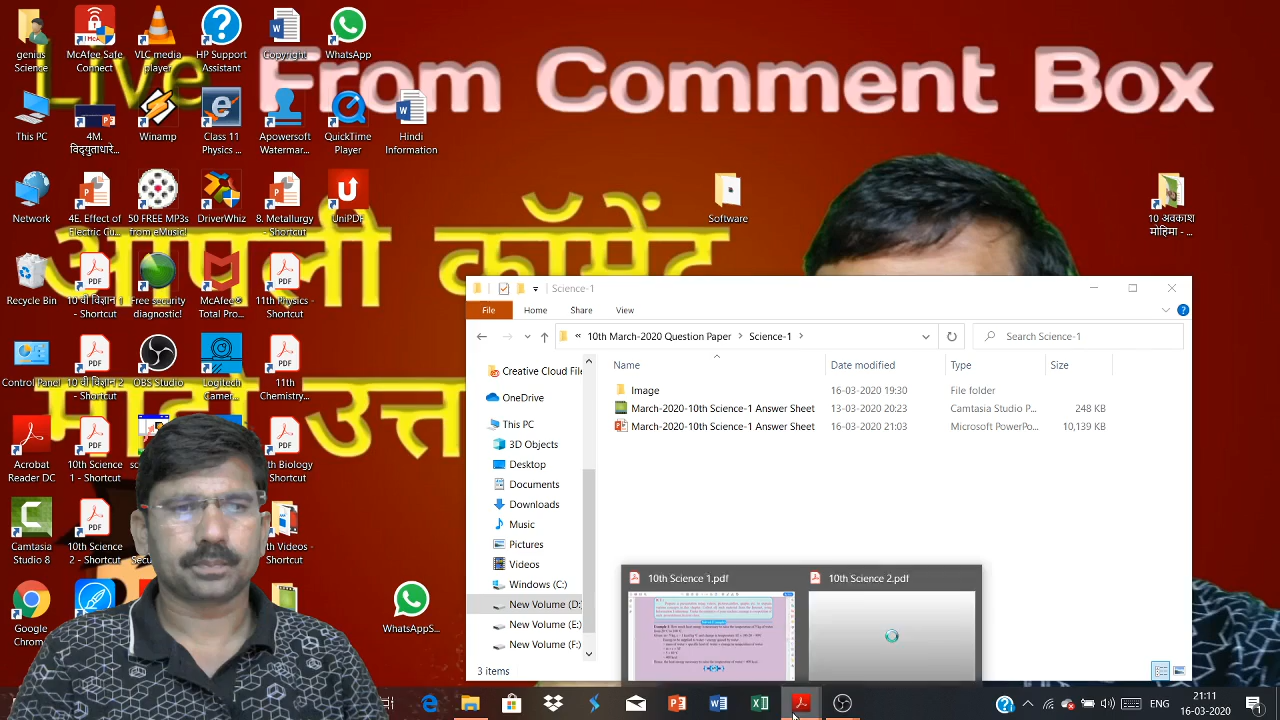 Live From Comment Box
आपली कॉमेंट
genius Science
McAfee Safe Connect
VLC media player
HP Support Assistant
Copyright
WhatsApp
This PC
4M. विद्युतधारे...
Winamp
Class 11 Physics ...
Apowersoft Watermar...
QuickTime Player
Hindi Information
Network
4E. Effect of Electric Cu...
50 FREE MP3s from eMusic!
DriverWhiz
8. Metallurgy - Shortcut
UniPDF
Software
10 अवकाश मोहिमा - ...
Recycle Bin
10 वी विज्ञान 1 - Shortcut
Free security diagnostic!
McAfee® Total Pro...
11th Physics - Shortcut
Control Panel
10 वी विज्ञान 2 - Shortcut
OBS Studio
Logitech Camer...
11th Chemistry...
Acrobat Reader DC
10th Science 1 - Shortcut
Shortcut
Camtasia Studio 8
10th Science 2 - Shortcut
Videos - Shortcut
WhatsAppS...
Science-1
File Home Share View
« 10th March-2020 Question Paper > Science-1 >
Search Science-1
Name Date modified Type Size
Image 16-03-2020 19:30 File folder
March-2020-10th Science-1 Answer Sheet 13-03-2020 20:23 Camtasia Studio P... 248 KB
March-2020-10th Science-1 Answer Sheet 16-03-2020 21:03 Microsoft PowerPo... 10,139 KB
Creative Cloud File
OneDrive
This PC
3D Objects
Desktop
Documents
Downloads
Music
Pictures
Videos
Windows (C:)
New Volume (D
New Volume (E:)
New Volume (F:)
3 items
10th Science 1.pdf
10th Science 2.pdf
ENG
21:11
16-03-2020